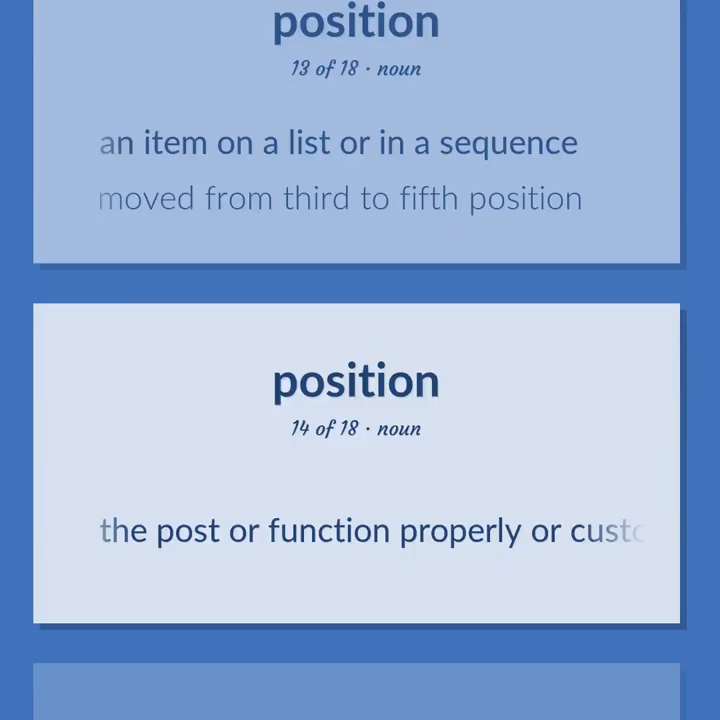 position
13 of 18 · noun
an item on a list or in a sequence
moved from third to fifth position
position
14 of 18 · noun
the post or function properly or